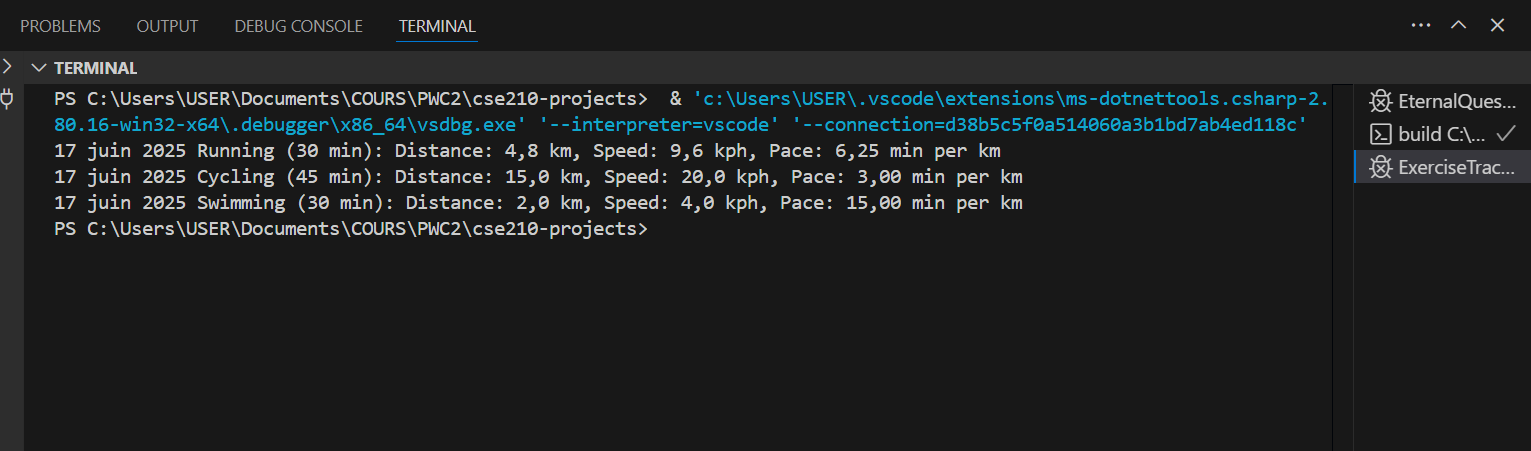 PROBLEMS OUTPUT DEBUG CONSOLE TERMINAL
TERMINAL
PS C:\Users\USER\Documents\COURS\PWC2\cse210-projects>  & 'c:\Users\USER\.vscode\extensions\ms-dotnettools.csharp-2.
80.16-win32-x64\.debugger\x86_64\vsdbg.exe' '--interpreter=vscode' '--connection=d38b5c5f0a514060a3b1bd7ab4ed118c'
17 juin 2025 Running (30 min): Distance: 4,8 km, Speed: 9,6 kph, Pace: 6,25 min per km
17 juin 2025 Cycling (45 min): Distance: 15,0 km, Speed: 20,0 kph, Pace: 3,00 min per km
17 juin 2025 Swimming (30 min): Distance: 2,0 km, Speed: 4,0 kph, Pace: 15,00 min per km
PS C:\Users\USER\Documents\COURS\PWC2\cse210-projects>
EternalQues...
build C:\...
ExerciseTrac...